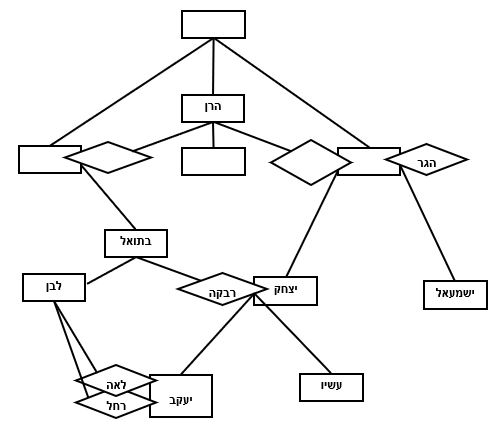 הרן
הגר
בתואל
לבן
רבקה
יצחק
ישמעאל
לאה
רחל
יעקב
עשיו